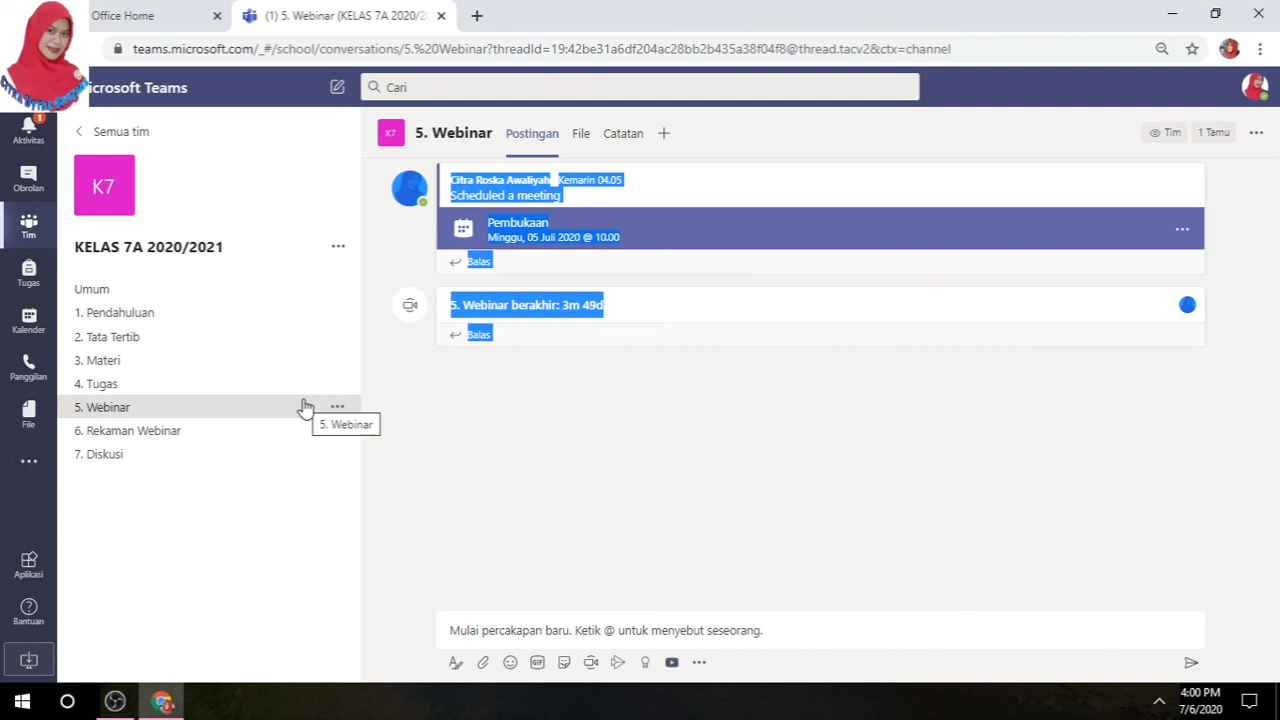 Office Home
(1) 5. Webinar (KELAS 7A 2020/20
teams.microsoft.com/_#/school/conversations/5.%20Webinar?threadId=19:42be31a6df204ac28bb2b435a38f04f8@thread.tacv2&ctx=channel
icrosoft Teams
Cari
Aktivitas
1
Obrolan
Tim
Tugas
Kalender
Panggilan
File
Aplikasi
Bantuan
Semua tim
K7
KELAS 7A 2020/2021
Umum
1. Pendahuluan
2. Tata Tertib
3. Materi
4. Tugas
5. Webinar
5. Webinar
6. Rekaman Webinar
7. Diskusi
K7
5. Webinar
Postingan
File
Catatan
Tim
1 Tamu
Citra Roska Awaliyah Kemarin 04.05
Scheduled a meeting
Pembukaan
Minggu, 05 Juli 2020 @ 10.00
Balas
5. Webinar berakhir: 3m 49d
Balas
Mulai percakapan baru. Ketik @ untuk menyebut seseorang.
GIF
4:00 PM
7/6/2020